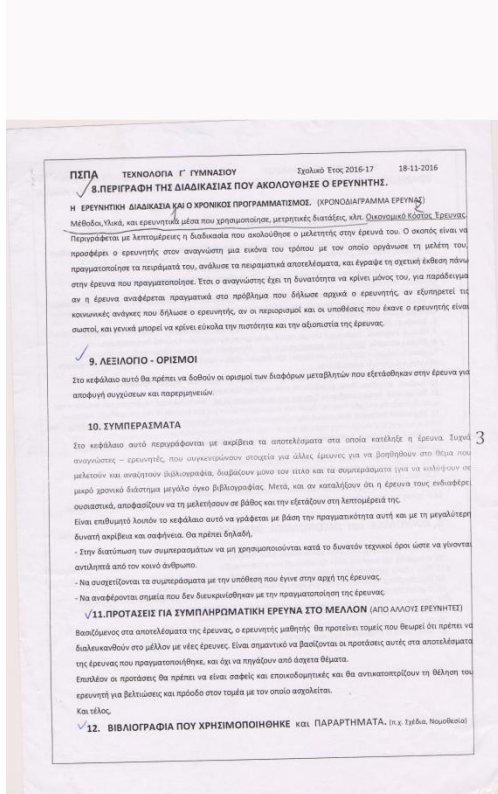 ΠΣΠΑ ΤΕΧΝΟΛΟΓΙΑ Γ΄ ΓΥΜΝΑΣΙΟΥ Σχολικό Έτος 2016-17 18-11-2016
8.ΠΕΡΙΓΡΑΦΗ ΤΗΣ ΔΙΑΔΙΚΑΣΙΑΣ ΠΟΥ ΑΚΟΛΟΥΘΗΣΕ Ο ΕΡΕΥΝΗΤΗΣ.
Η ΕΡΕΥΝΗΤΙΚΗ ΔΙΑΔΙΚΑΣΙΑ ΚΑΙ Ο ΧΡΟΝΙΚΟΣ ΠΡΟΓΡΑΜΜΑΤΙΣΜΟΣ. (ΧΡΟΝΟΔΙΑΓΡΑΜΜΑ ΕΡΕΥΝΑΣ)
Μέθοδοι,Υλικά, και ερευνητικά μέσα που χρησιμοποίησε, μετρητικές διατάξεις, κλπ. Οικονομικό Κόστος Έρευνας.
Περιγράφεται με λεπτομέρειες η διαδικασία που ακολούθησε ο μελετητής στην έρευνά του. Ο σκοπός είναι να
προσφέρει ο ερευνητής στον αναγνώστη μια εικόνα του τρόπου με τον οποίο οργάνωσε τη μελέτη του,
πραγματοποίησε τα πειράματά του, ανάλυσε τα πειραματικά αποτελέσματα, και έγραψε τη σχετική έκθεση πάνω
στην έρευνα που πραγματοποίησε. Έτσι ο αναγνώστης έχει τη δυνατότητα να κρίνει μόνος του, για παράδειγμα
αν η έρευνα αναφέρεται πραγματικά στο πρόβλημα που δήλωσε αρχικά ο ερευνητής, αν εξυπηρετεί τις
κοινωνικές ανάγκες που δήλωσε ο ερευνητής, αν οι περιορισμοί και οι υποθέσεις που έκανε ο ερευνητής είναι
σωστοί, και γενικά μπορεί να κρίνει εύκολα την πιστότητα και την αξιοπιστία της έρευνας.
9. ΛΕΞΙΛΟΓΙΟ - ΟΡΙΣΜΟΙ
Στο κεφάλαιο αυτό θα πρέπει να δοθούν οι ορισμοί των διαφόρων μεταβλητών που εξετάσθηκαν στην έρευνα για
αποφυγή συγχύσεων και παρερμηνειών.
10. ΣΥΜΠΕΡΑΣΜΑΤΑ
Στο κεφάλαιο αυτό περιγράφονται με ακρίβεια τα αποτελέσματα στα οποία κατέληξε η έρευνα. Συχνά
αναγνώστες – ερευνητές, που συγκεντρώνουν στοιχεία για άλλες έρευνες για να βοηθηθούν στο θέμα που
μελετούν και αναζητούν βιβλιογραφία, διαβάζουν μόνο τον τίτλο και τα συμπεράσματα (για να καλύψουν σε
μικρό χρονικό διάστημα μεγάλο όγκο βιβλιογραφίας. Μετά, και αν καταλήξουν ότι η έρευνα τους ενδιαφέρει
ουσιαστικά, αποφασίζουν να τη μελετήσουν σε βάθος και την εξετάζουν στη λεπτομέρειά της.
Είναι επιθυμητό λοιπόν το κεφάλαιο αυτό να γράφεται με βάση την πραγματικότητα αυτή και με τη μεγαλύτερη
δυνατή ακρίβεια και σαφήνεια. Θα πρέπει δηλαδή,
- Στην διατύπωση των συμπερασμάτων να μη χρησιμοποιούνται κατά το δυνατόν τεχνικοί όροι ώστε να γίνονται
αντιληπτά από τον κοινό άνθρωπο.
- Να συσχετίζονται τα συμπεράσματα με την υπόθεση που έγινε στην αρχή της έρευνας.
- Να αναφέρονται σημεία που δεν διευκρινίσθηκαν με την πραγματοποίηση της έρευνας.
11.ΠΡΟΤΑΣΕΙΣ ΓΙΑ ΣΥΜΠΛΗΡΩΜΑΤΙΚΗ ΕΡΕΥΝΑ ΣΤΟ ΜΕΛΛΟΝ (ΑΠΟ ΑΛΛΟΥΣ ΕΡΕΥΝΗΤΕΣ)
Βασιζόμενος στα αποτελέσματα της έρευνας, ο ερευνητής μαθητής θα προτείνει τομείς που θεωρεί ότι πρέπει να
διαλευκανθούν στο μέλλον με νέες έρευνες. Είναι σημαντικό να βασίζονται οι προτάσεις αυτές στα αποτελέσματα
της έρευνας που πραγματοποιήθηκε, και όχι να πηγάζουν από άσχετα θέματα.
Επιπλέον οι προτάσεις θα πρέπει να είναι σαφείς και εποικοδομητικές και θα αντικατοπτρίζουν τη θέληση του
ερευνητή για βελτιώσεις και πρόοδο στον τομέα με τον οποίο ασχολείται.
Και τέλος,
12. ΒΙΒΛΙΟΓΡΑΦΙΑ ΠΟΥ ΧΡΗΣΙΜΟΠΟΙΗΘΗΚΕ και ΠΑΡΑΡΤΗΜΑΤΑ. (π.χ. Σχέδια, Νομοθεσία)
3